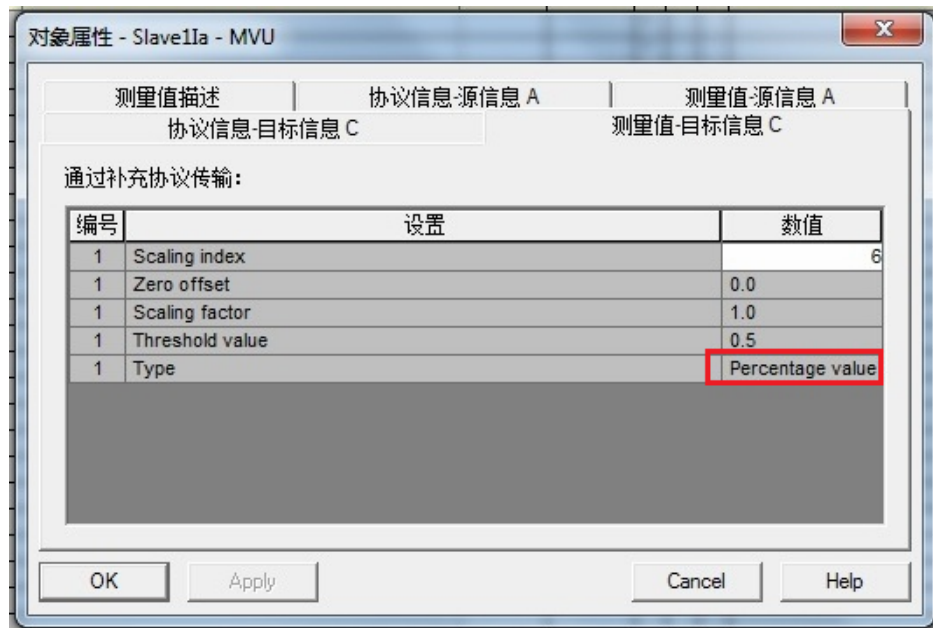 对象属性 - Slave1Ia - MVU
测量值描述 协议信息-源信息 A 测量值-源信息 A
协议信息-目标信息 C 测量值-目标信息 C
通过补充协议传输:
编号 设置 数值
1 Scaling index 6
1 Zero offset 0.0
1 Scaling factor 1.0
1 Threshold value 0.5
1 Type Percentage value
OK Apply Cancel Help